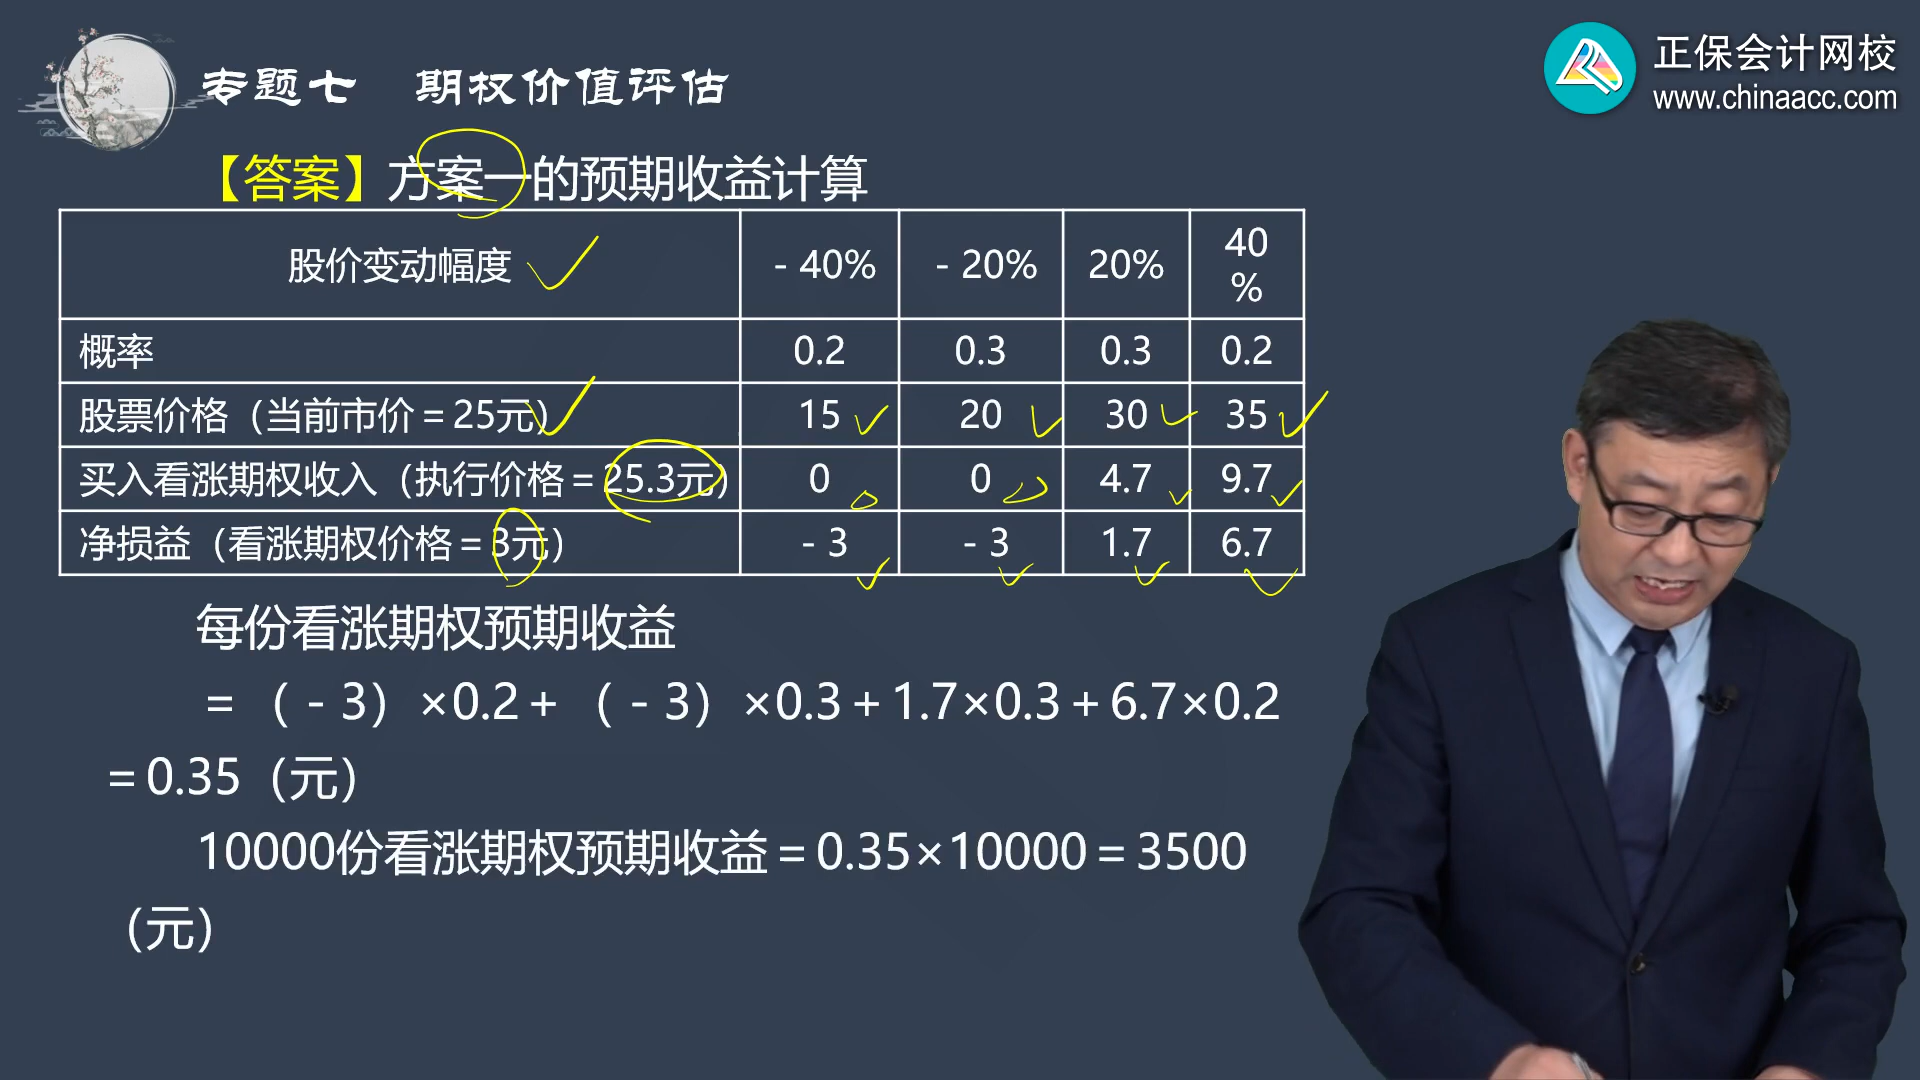 专题七 期权价值评估
正保会计网校
www.chinaacc.com
【答案】方案一的预期收益计算
股价变动幅度 －40% －20% 20% 40%
概率 0.2 0.3 0.3 0.2
股票价格（当前市价＝25元） 15 20 30 35
买入看涨期权收入（执行价格＝25.3元） 0 0 4.7 9.7
净损益（看涨期权价格＝3元） －3 －3 1.7 6.7
每份看涨期权预期收益
＝（－3）×0.2＋（－3）×0.3＋1.7×0.3＋6.7×0.2
＝0.35（元）
10000份看涨期权预期收益＝0.35×10000＝3500
（元）